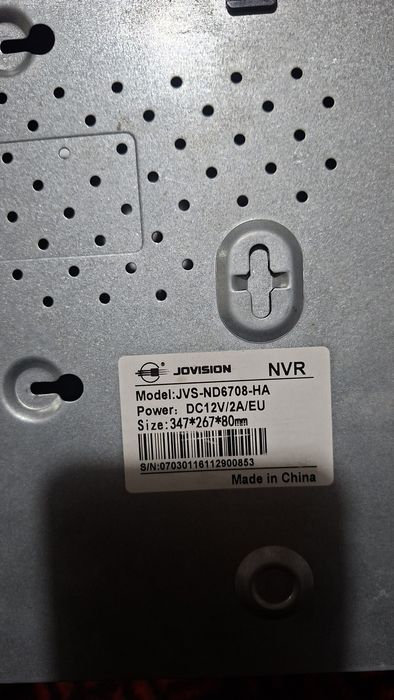 ® JOVISION NVR
Model:JVS-ND6708-HA
Power: DC12V/2A/EU
Size:347*267*80mm
S/N:07030116112900853
Made in China